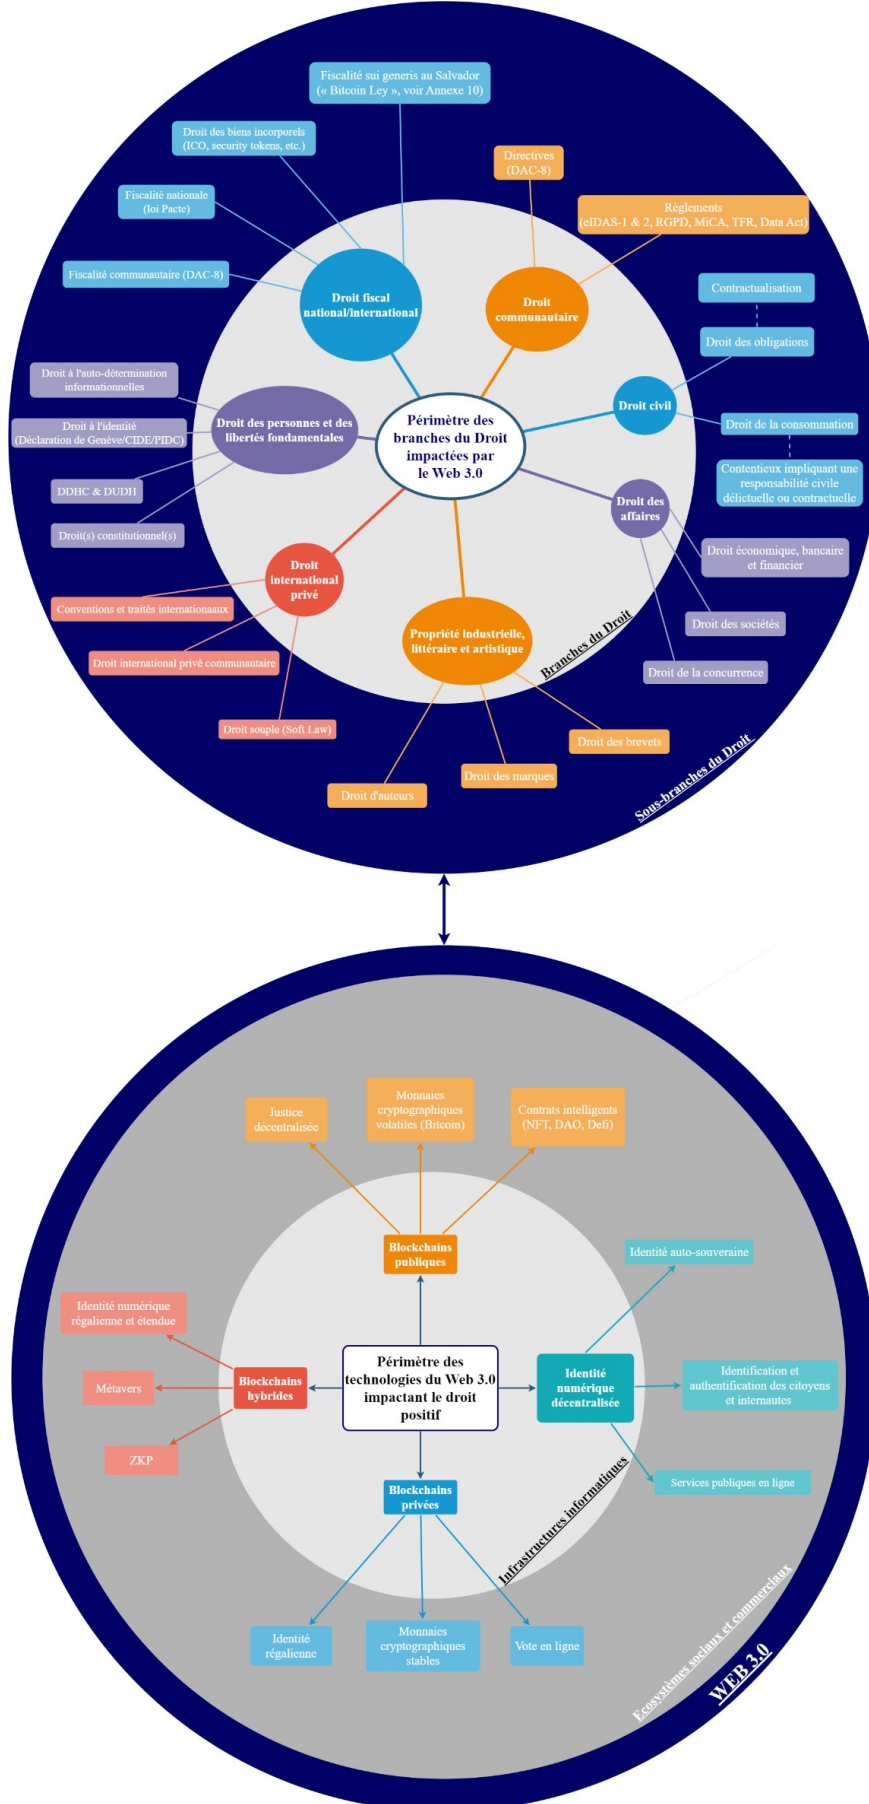 Fiscalité sui generis au Salvador
(« Bitcoin Ley », voir Annexe 10)
Droit des biens incorporels
(ICO, security tokens, etc.)
Directives
(DAC-8)
Fiscalité nationale
(loi Pacte)
Règlements
(eIDAS-1 & 2, RGPD, MiCA, TFR, Data Act)
Fiscalité communautaire (DAC-8)
Droit fiscal
national/international
Droit
communautaire
Contractualisation
Droit des obligations
Droit à l'auto-détermination
informationnelles
Droit civil
Droit des personnes et des
libertés fondamentales
Périmètre des
branches du Droit
impactées par
le Web 3.0
Droit de la consommation
Droit à l'identité
(Déclaration de Genève/CIDE/PIDC)
Contentieux impliquant une
responsabilité civile
délictuelle ou contractuelle
DDHC & DUDH
Droit des
affaires
Droit(s) constitutionnel(s)
Droit économique, bancaire
et financier
Droit
international
privé
Conventions et traités internationaaux
Droit des sociétés
Propriété industrielle,
littéraire et artistique
Branches du Droit
Droit international privé communautaire
Droit de la concurrence
Droit souple (Soft Law)
Droit des brevets
Droit des marques
Droit d'auteurs
Sous-branches du Droit
Justice
décentralisée
Monnaies
cryptographiques
volatiles (Bitcoin)
Contrats intelligents
(NFT, DAO, Defi)
Blockchains
publiques
Identité auto-souveraine
Identité numérique
régalienne et étendue
Métavers
ZKP
Blockchains
hybrides
Périmètre des
technologies du Web 3.0
impactant le droit
positif
Identité
numérique
décentralisée
Identification et
authentification des citoyens
et internautes
Services publiques en ligne
Blockchains
privées
Infrastructures informatiques
Identité
régalienne
Monnaies
cryptographiques
stables
Vote en ligne
Ecosystèmes sociaux et commerciaux
WEB 3.0